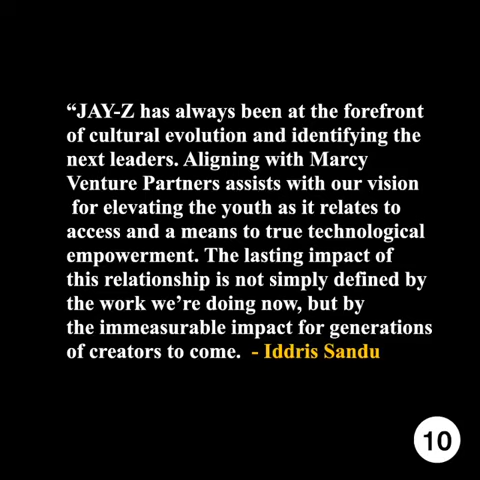 “JAY-Z has always been at the forefront
of cultural evolution and identifying the
next leaders. Aligning with Marcy
Venture Partners assists with our vision
for elevating the youth as it relates to
access and a means to true technological
empowerment. The lasting impact of
this relationship is not simply defined by
the work we’re doing now, but by
the immeasurable impact for generations
of creators to come. - Iddris Sandu
10